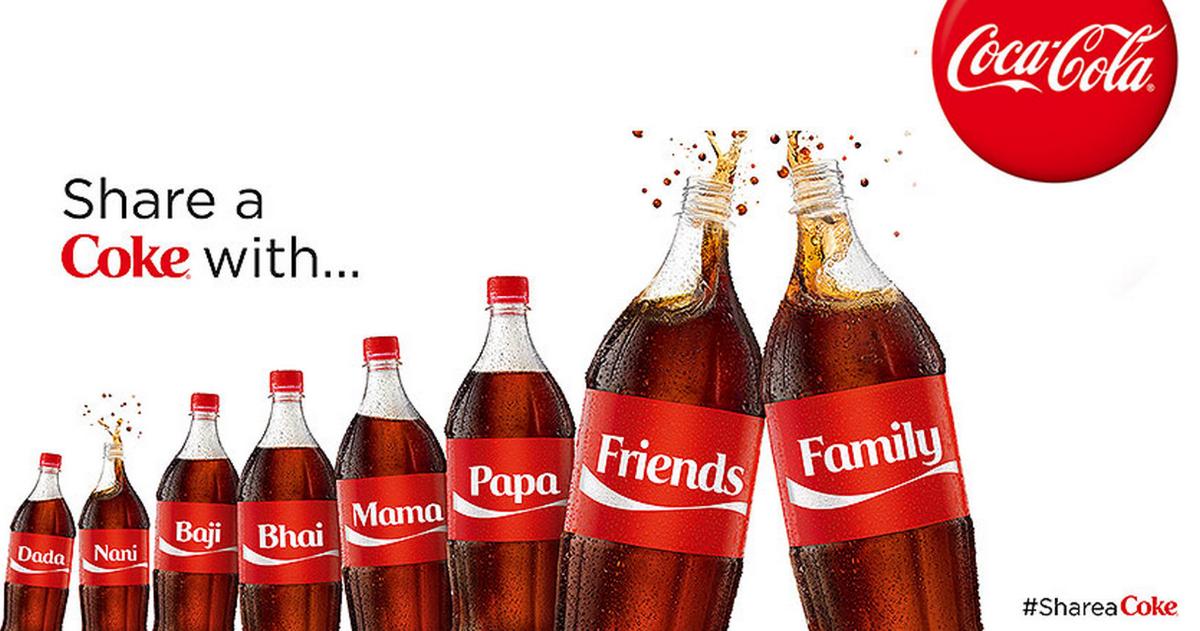 Coca-Cola
Share a
Coke with...
Dada
Nani
Baji
Bhai
Mama
Papa
Friends
Family
#ShareaCoke